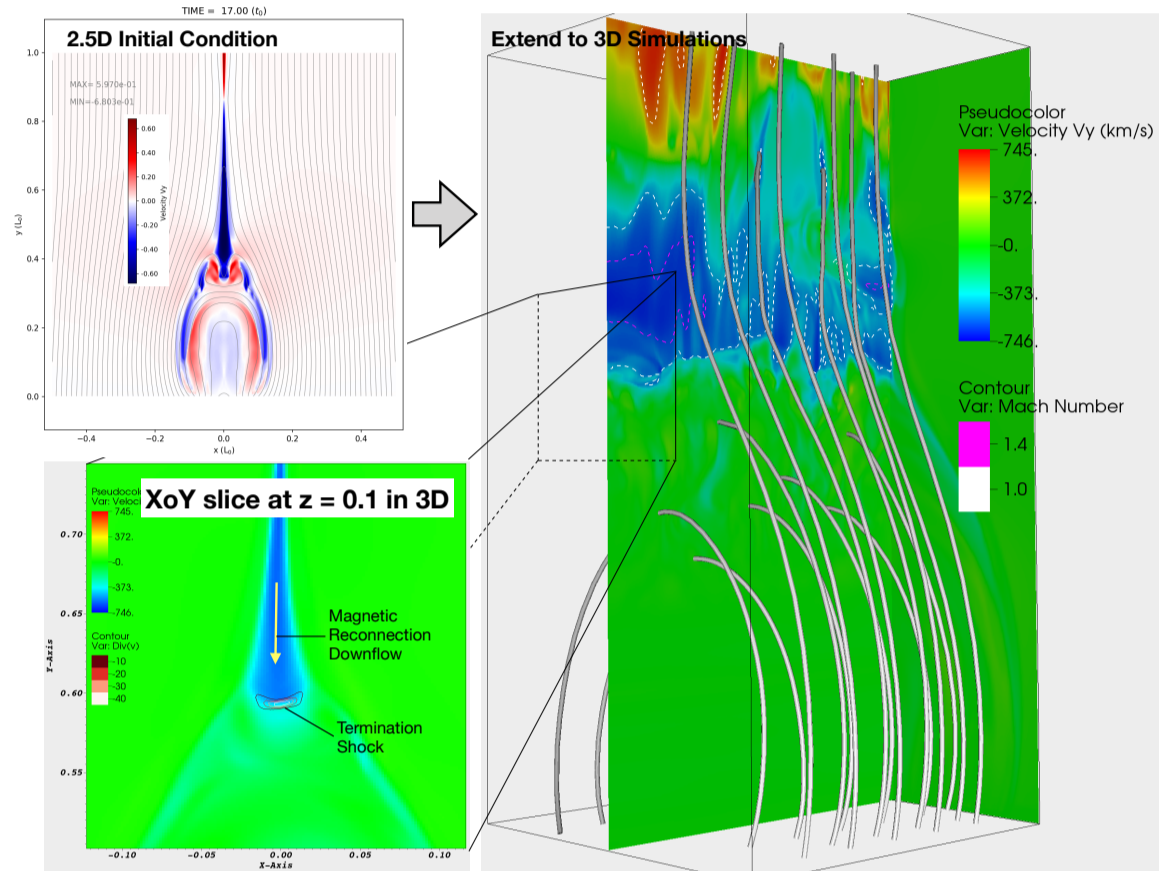 TIME = 17.00 (t₀)
2.5D Initial Condition
MAX= 5.970e-01
MIN=-6.803e-01
0.60
0.40
0.20
0.00
-0.20
-0.40
-0.60
Velocity Vy
1.0
0.8
0.6
0.4
0.2
0.0
y (L₀)
−0.4
−0.2
0.0
0.2
0.4
x (L₀)
Extend to 3D Simulations
Pseudocolor
Var: Velocity Vy (km/s)
745.
372.
-0.
-373.
-746.
Contour
Var: Mach Number
1.4
1.0
XoY slice at z = 0.1 in 3D
745.
372.
-0.
-373.
-746.
Contour
Var: Div(v)
-10
-20
-30
-40
Magnetic
Reconnection
Downflow
Termination
Shock
0.70
0.65
0.60
0.55
Y-Axis
-0.10
-0.05
0.00
0.05
0.10
X-Axis